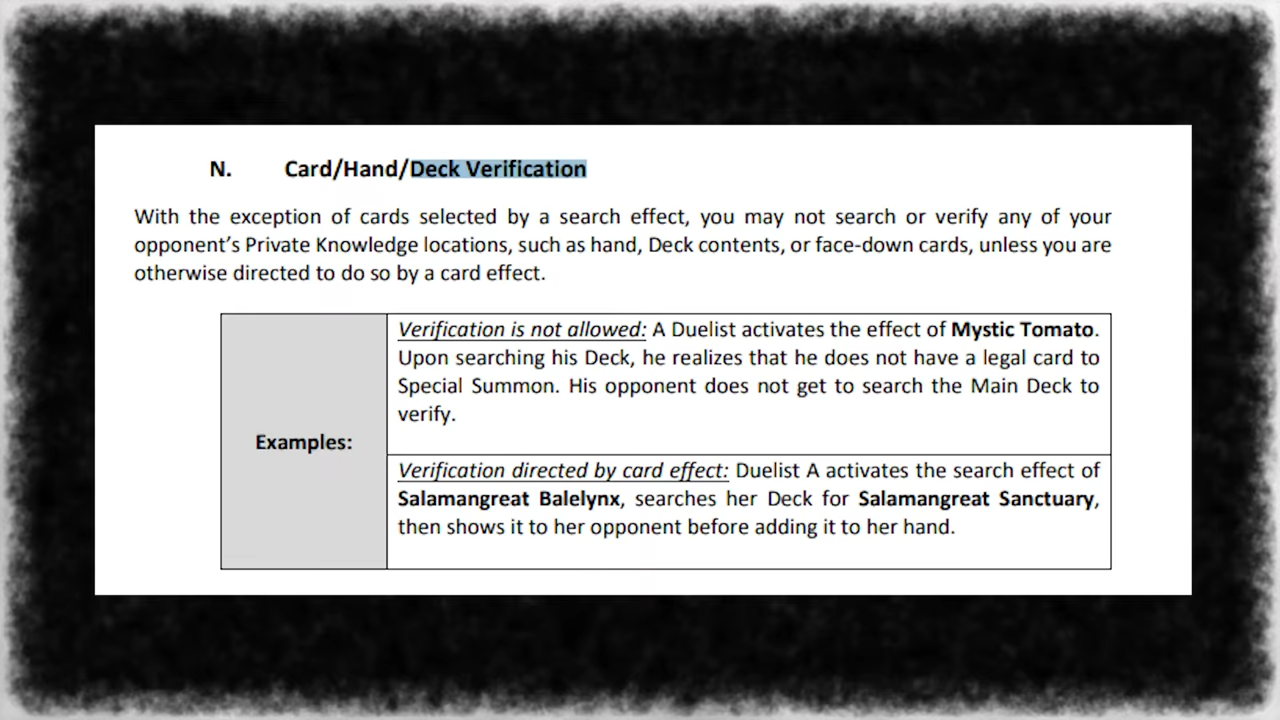 N. Card/Hand/Deck Verification
With the exception of cards selected by a search effect, you may not search or verify any of your
opponent’s Private Knowledge locations, such as hand, Deck contents, or face-down cards, unless you are
otherwise directed to do so by a card effect.
Examples:
Verification is not allowed: A Duelist activates the effect of Mystic Tomato.
Upon searching his Deck, he realizes that he does not have a legal card to
Special Summon. His opponent does not get to search the Main Deck to
verify.
Verification directed by card effect: Duelist A activates the search effect of
Salamangreat Balelynx, searches her Deck for Salamangreat Sanctuary,
then shows it to her opponent before adding it to her hand.